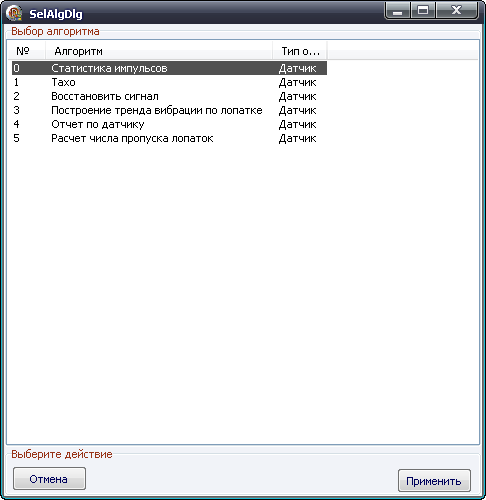 SelAlgDlg
Выбор алгоритма
№ Алгоритм Тип о...
0 Статистика импульсов Датчик
1 Тахо Датчик
2 Восстановить сигнал Датчик
3 Построение тренда вибрации по лопатке Датчик
4 Отчет по датчику Датчик
5 Расчет числа пропуска лопаток Датчик
Выберите действие
Отмена Применить